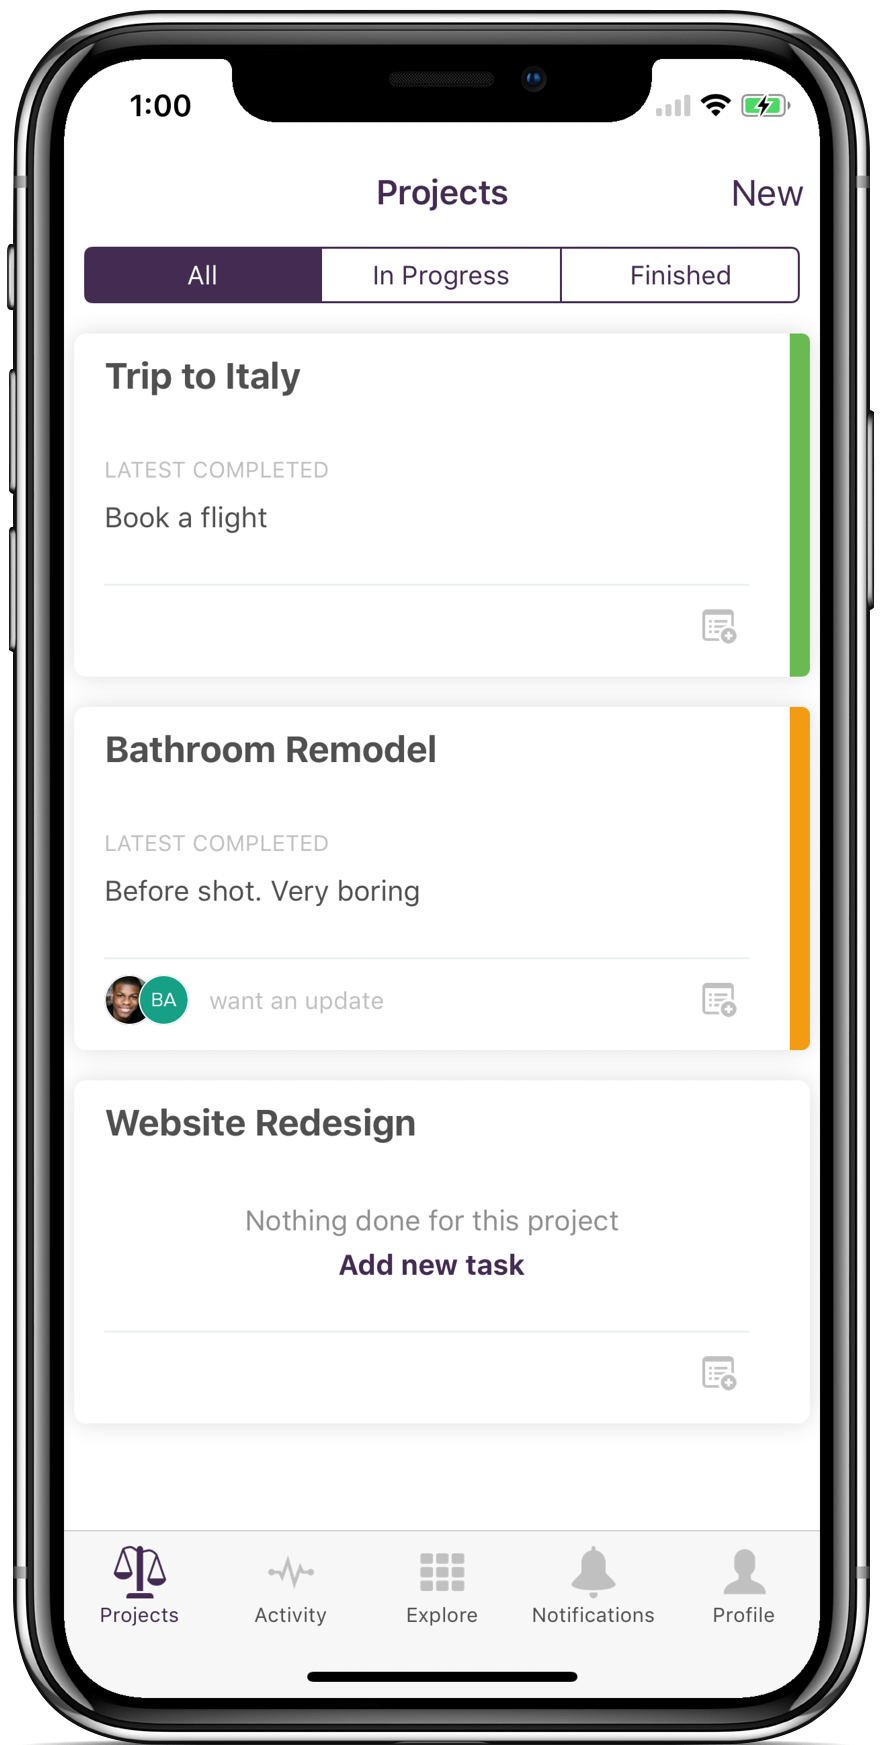 1:00
Projects
New
All
In Progress
Finished
Trip to Italy
LATEST COMPLETED
Book a flight
Bathroom Remodel
LATEST COMPLETED
Before shot. Very boring
BA
want an update
Website Redesign
Nothing done for this project
Add new task
Projects
Activity
Explore
Notifications
Profile